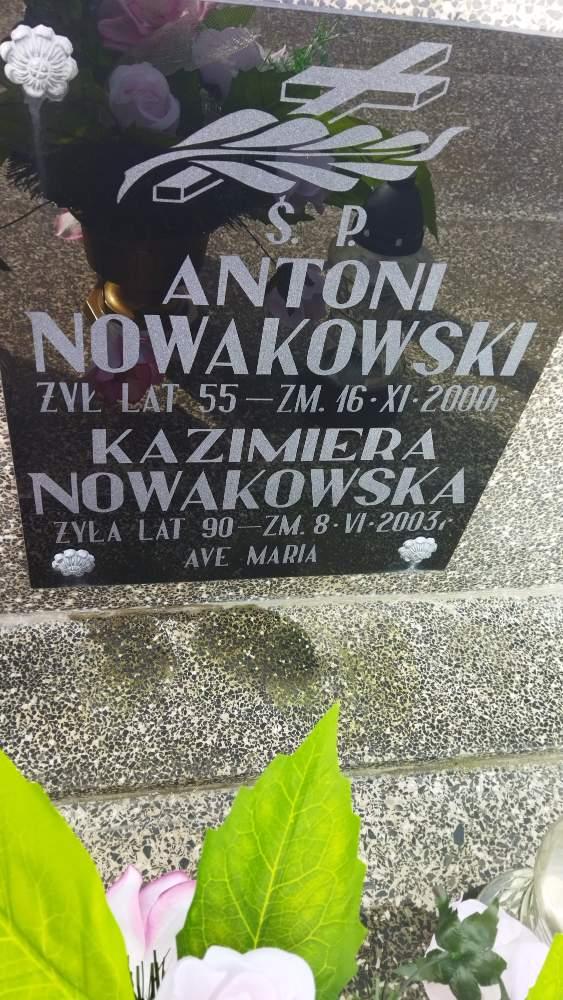 Ś. P.
ANTONI
NOWAKOWSKI
ŻYŁ LAT 55 – ZM. 16·XI·2000r
KAZIMIERA
NOWAKOWSKA
ŻYŁA LAT 90 – ZM. 8·VI·2003r
AVE MARIA